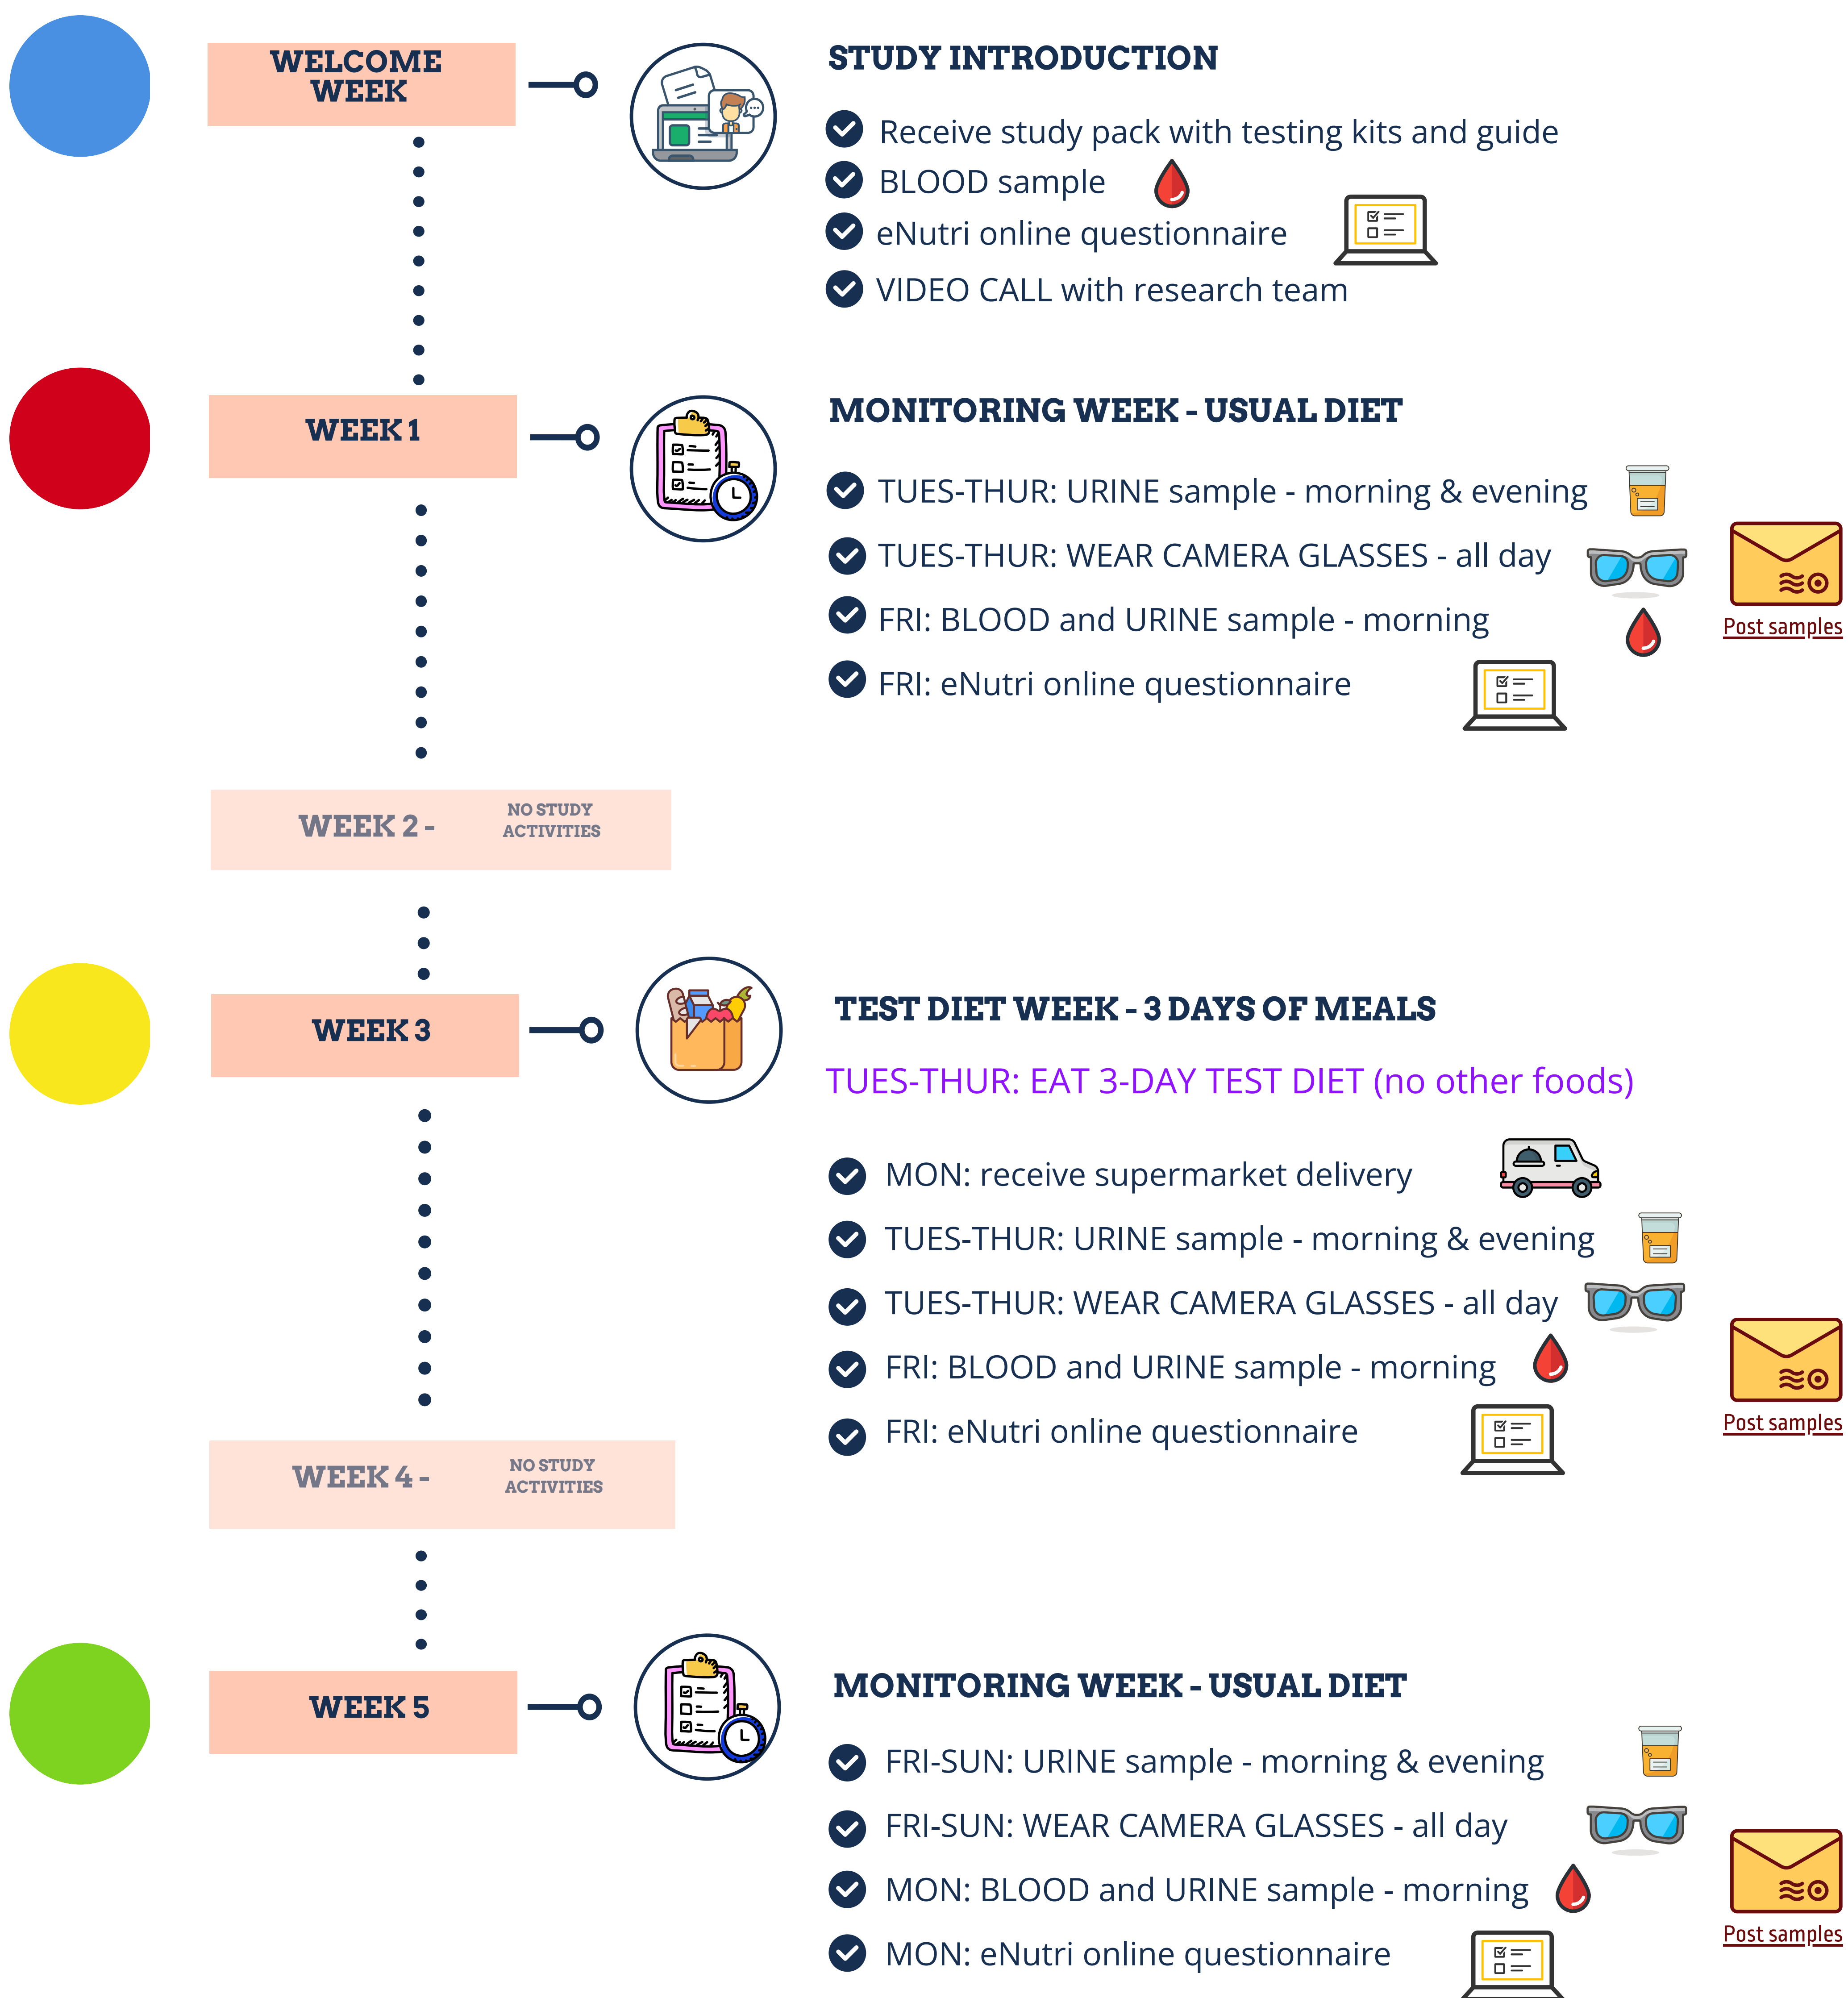 WELCOME
WEEK
STUDY INTRODUCTION
Receive study pack with testing kits and guide
BLOOD sample
eNutri online questionnaire
VIDEO CALL with research team
WEEK 1
MONITORING WEEK - USUAL DIET
TUES-THUR: URINE sample - morning & evening
TUES-THUR: WEAR CAMERA GLASSES - all day
FRI: BLOOD and URINE sample - morning
Post samples
FRI: eNutri online questionnaire
WEEK 2 -
NO STUDY
ACTIVITIES
WEEK 3
TEST DIET WEEK - 3 DAYS OF MEALS
TUES-THUR: EAT 3-DAY TEST DIET (no other foods)
MON: receive supermarket delivery
TUES-THUR: URINE sample - morning & evening
TUES-THUR: WEAR CAMERA GLASSES - all day
FRI: BLOOD and URINE sample - morning
Post samples
FRI: eNutri online questionnaire
WEEK 4 -
NO STUDY
ACTIVITIES
WEEK 5
MONITORING WEEK - USUAL DIET
FRI-SUN: URINE sample - morning & evening
FRI-SUN: WEAR CAMERA GLASSES - all day
MON: BLOOD and URINE sample - morning
Post samples
MON: eNutri online questionnaire